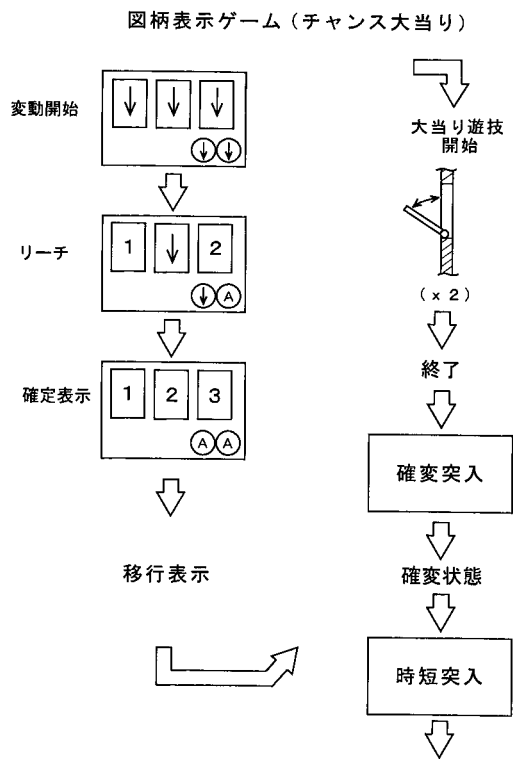 図柄表示ゲーム(チャンス大当り)
変動開始
リーチ
1
2
A
確定表示
1
2
3
A
A
移行表示
大当り遊技
開始
(x2)
終了
確変突入
確変状態
時短突入